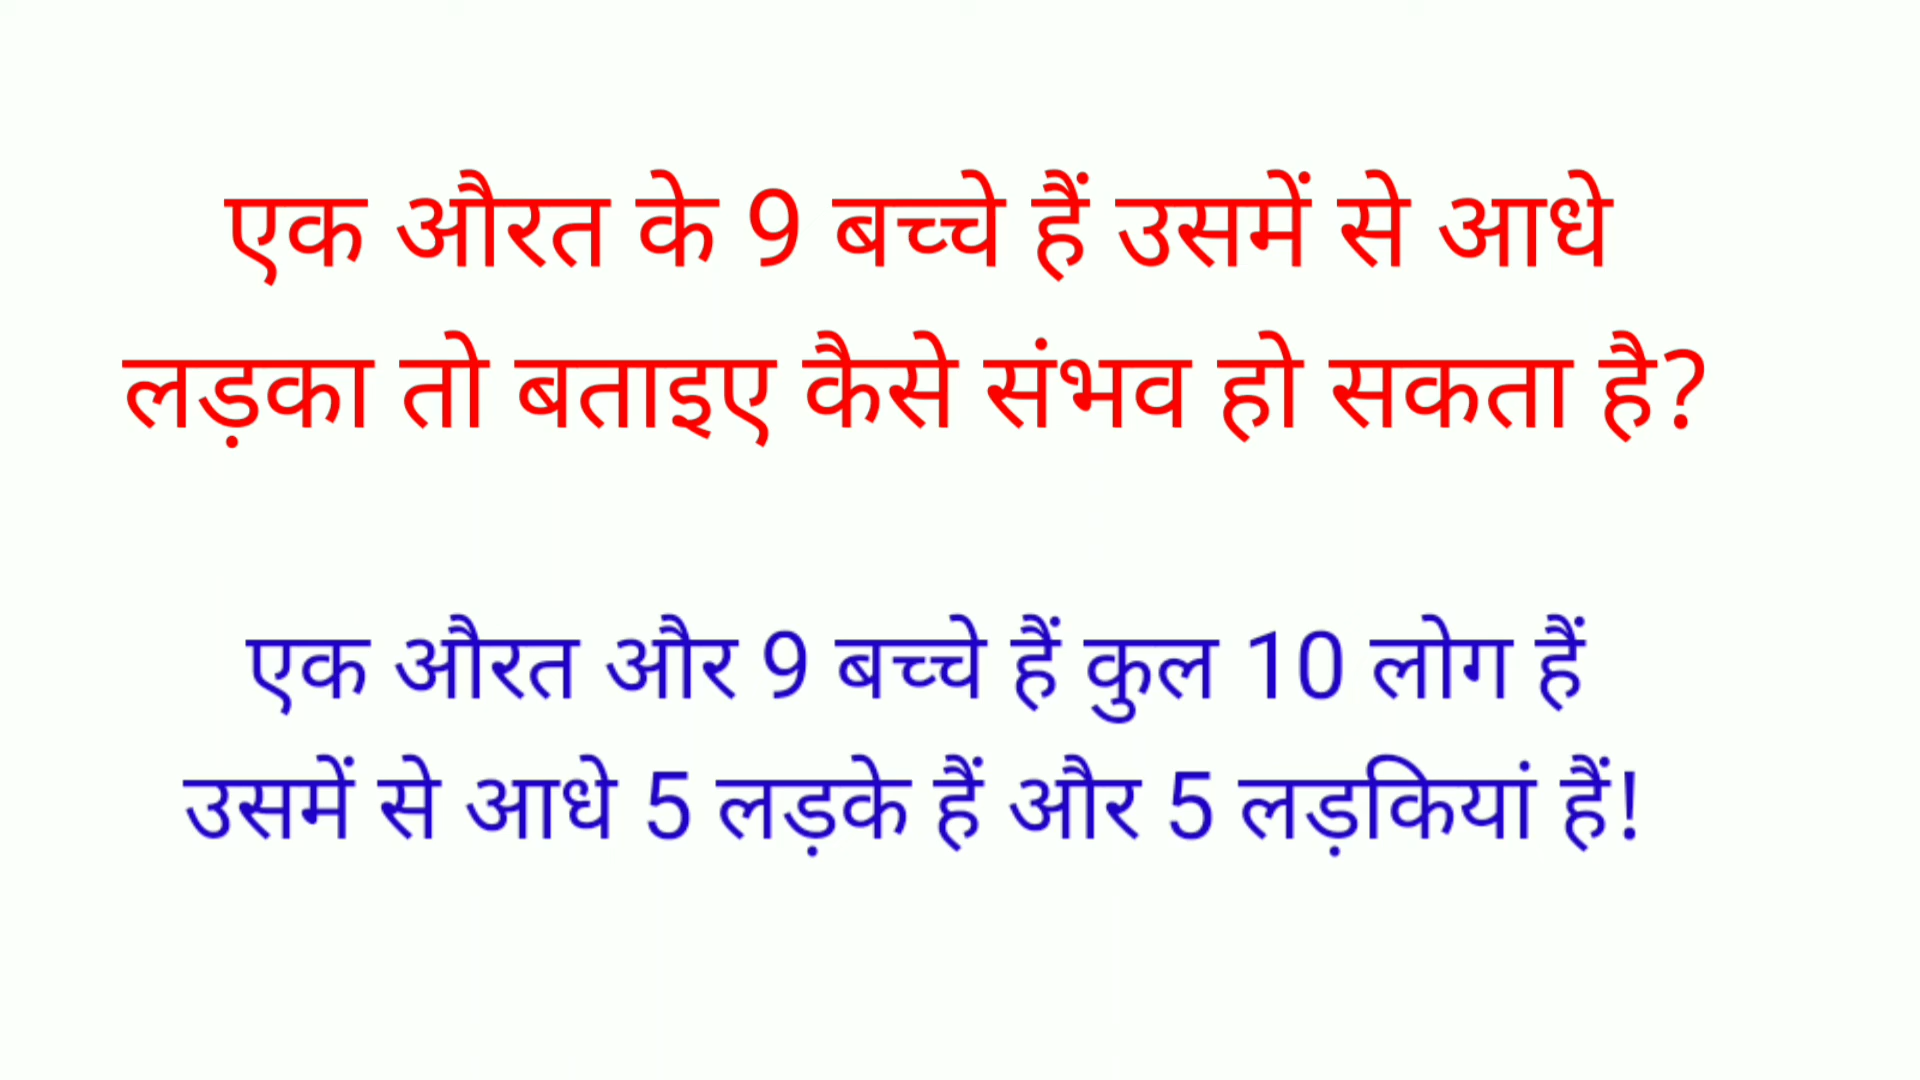 एक औरत के 9 बच्चे हैं उसमें से आधे
लड़का तो बताइए कैसे संभव हो सकता है?
एक औरत और 9 बच्चे हैं कुल 10 लोग हैं
उसमें से आधे 5 लड़के हैं और 5 लड़कियां हैं!